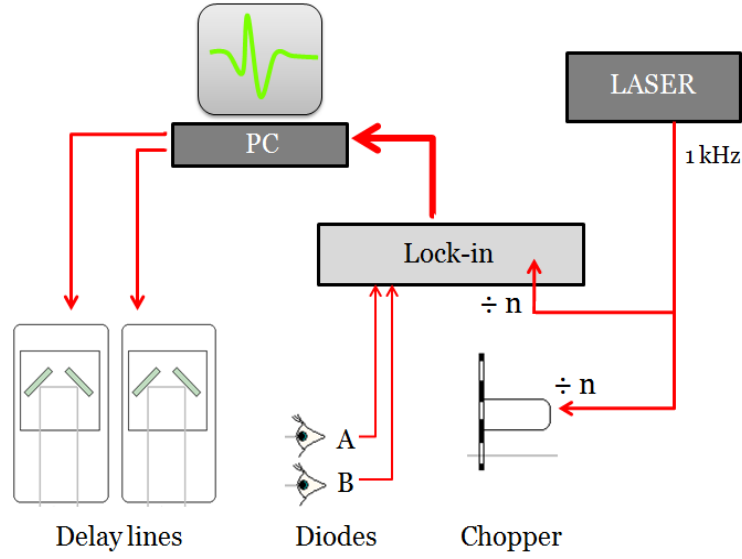 LASER
PC
1 kHz
Lock-in
÷ n
÷ n
A
B
Delay lines
Diodes
Chopper